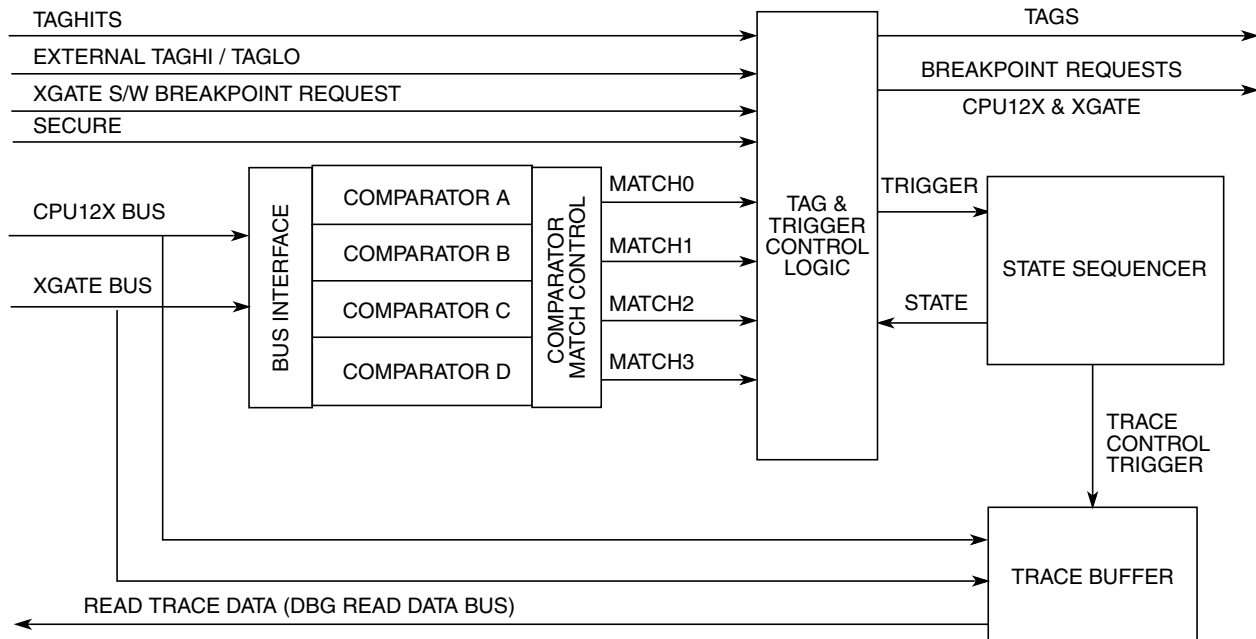 TAGHITS
EXTERNAL TAGHI / TAGLO
XGATE S/W BREAKPOINT REQUEST
SECURE
TAGS
BREAKPOINT REQUESTS
CPU12X & XGATE
CPU12X BUS
XGATE BUS
BUS INTERFACE
COMPARATOR A
COMPARATOR B
COMPARATOR C
COMPARATOR D
COMPARATOR
MATCH CONTROL
MATCH0
MATCH1
MATCH2
MATCH3
TAG &
TRIGGER
CONTROL
LOGIC
TRIGGER
STATE
STATE SEQUENCER
TRACE
CONTROL
TRIGGER
TRACE BUFFER
READ TRACE DATA (DBG READ DATA BUS)